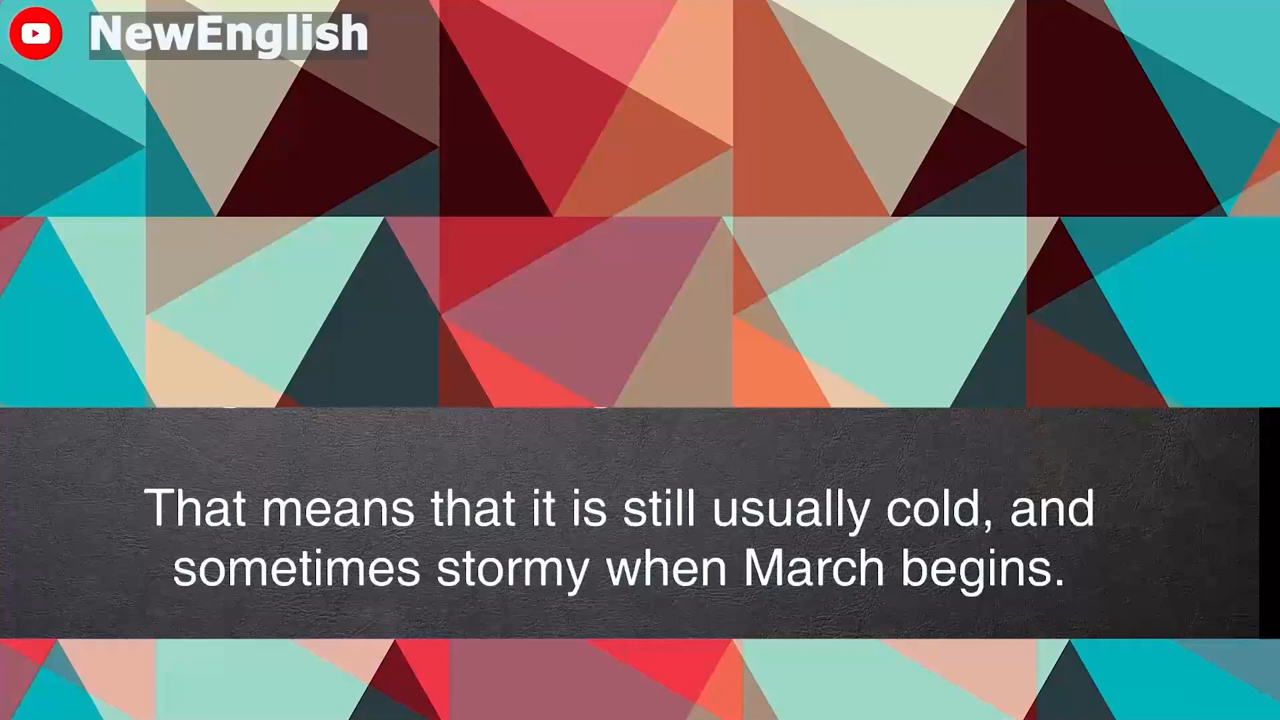 NewEnglish
That means that it is still usually cold, and
sometimes stormy when March begins.